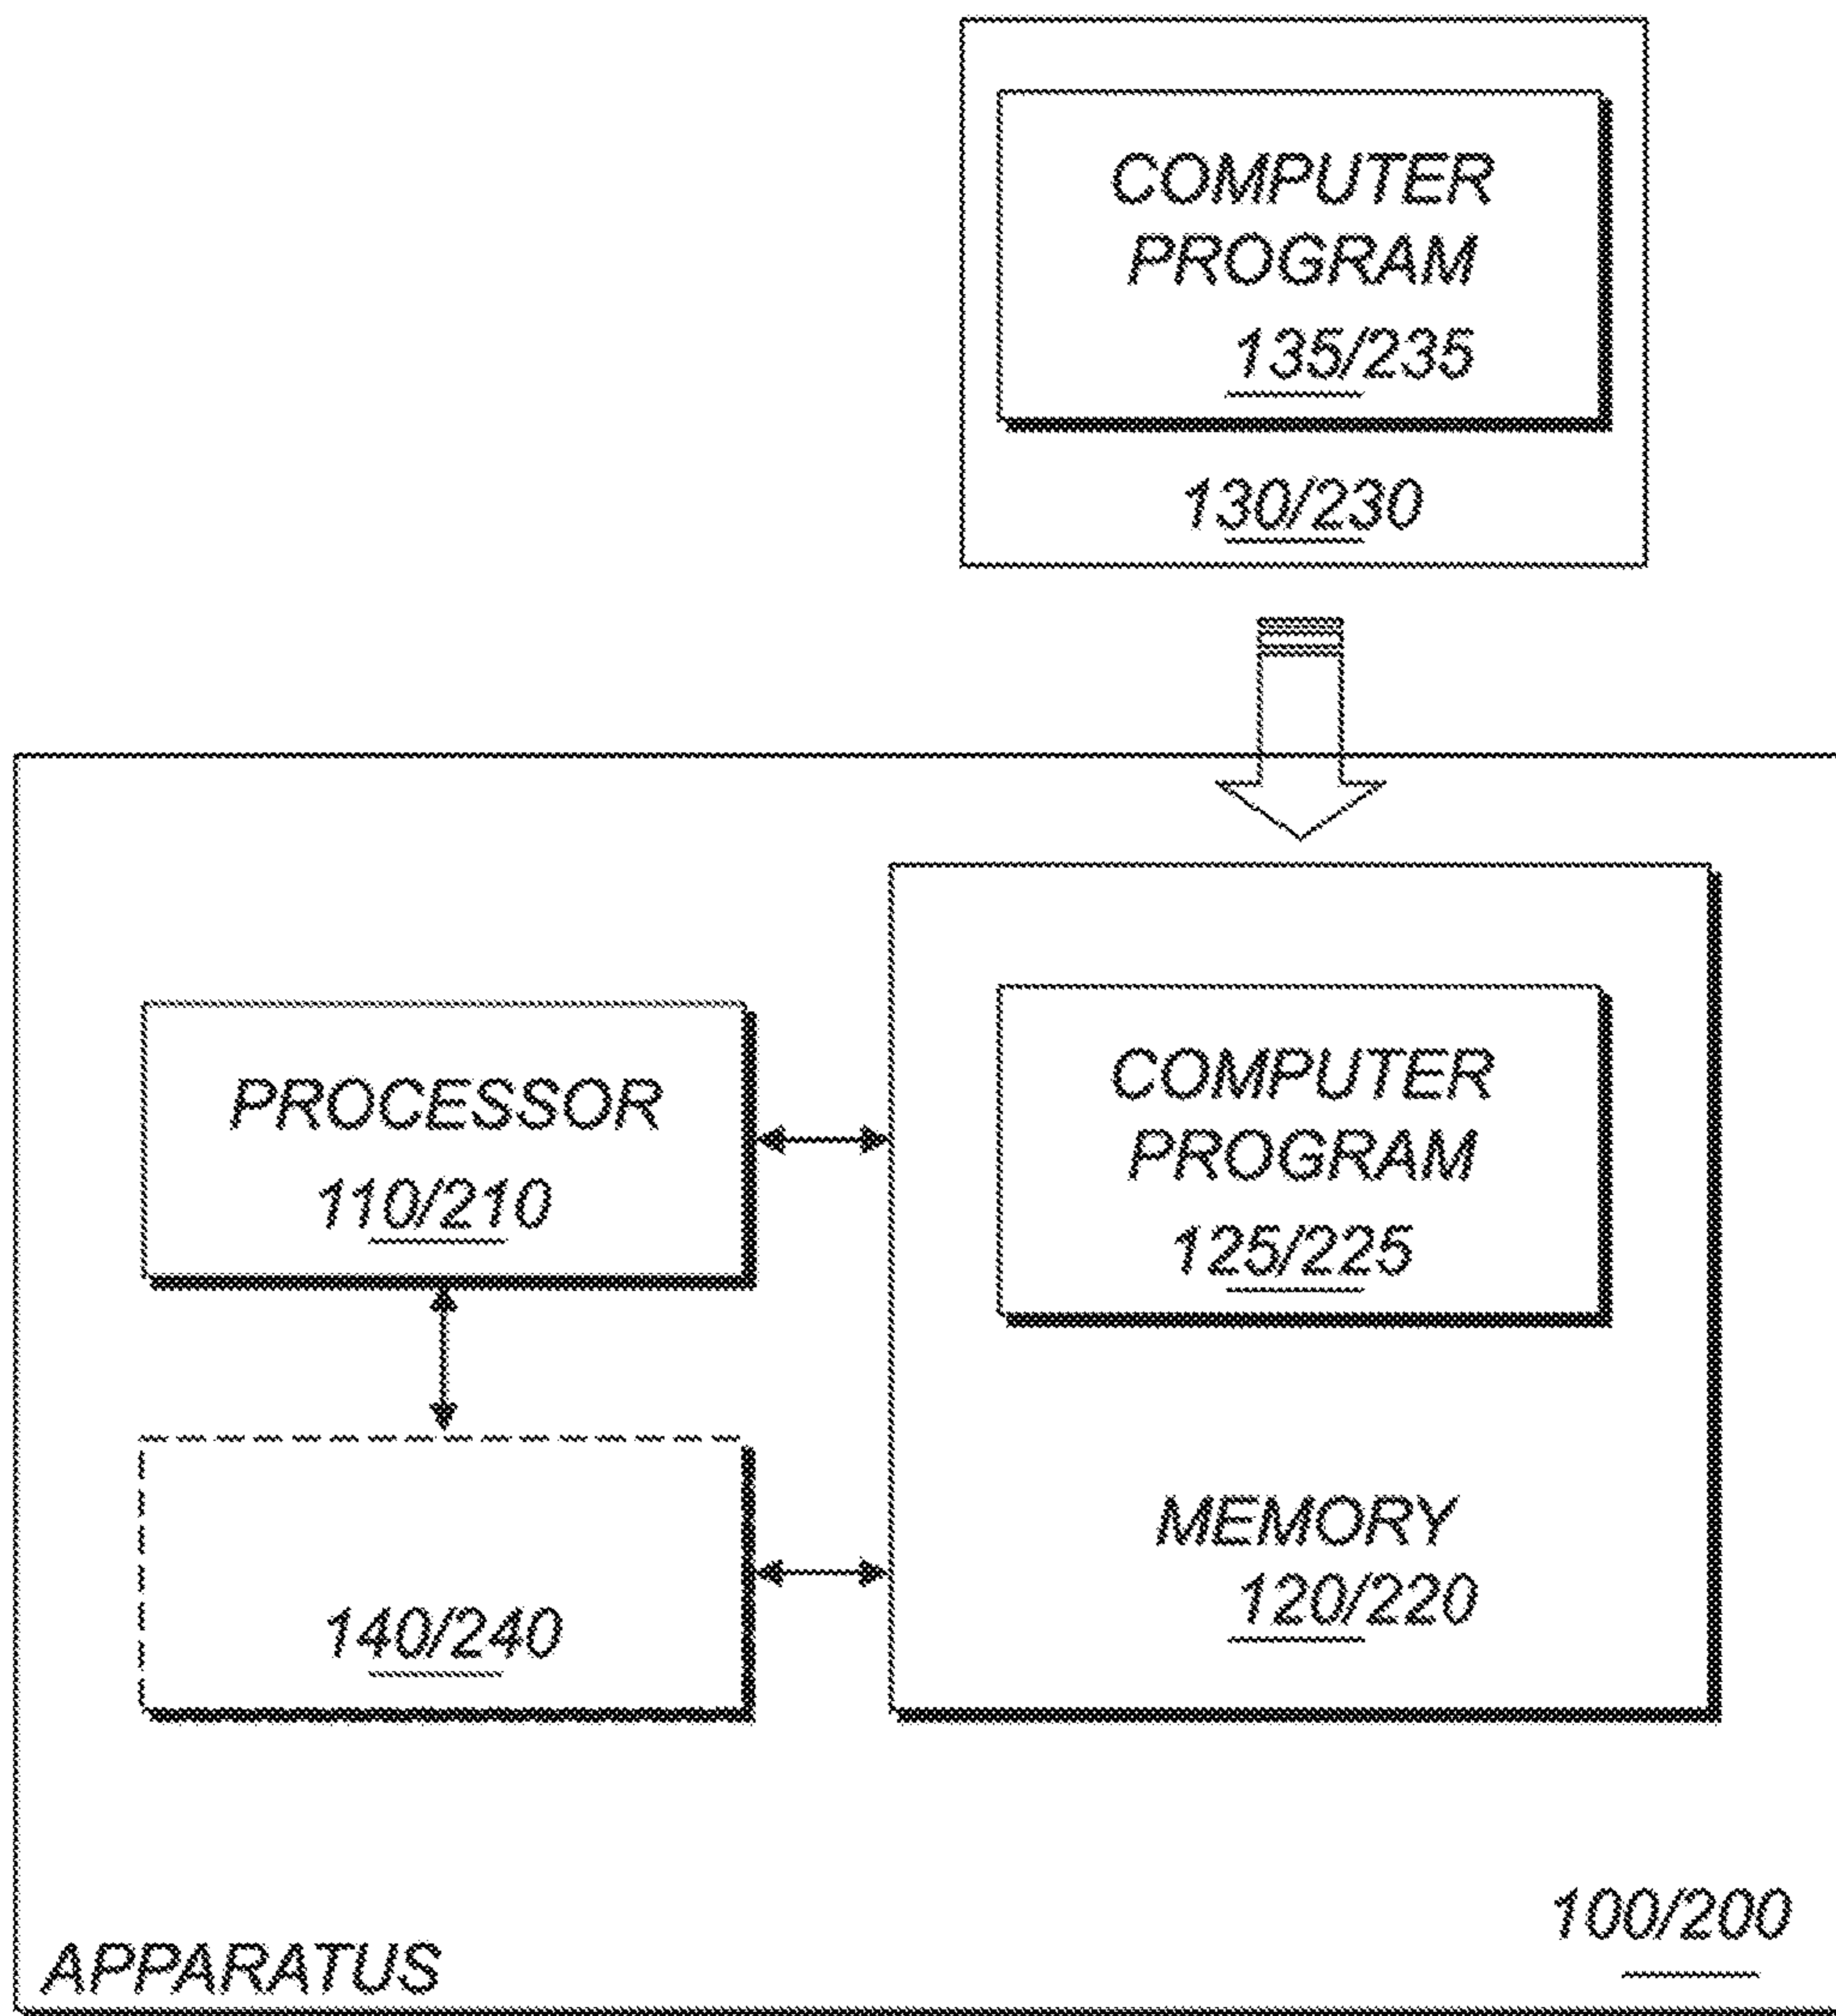 COMPUTER
PROGRAM
135/235
130/230
PROCESSOR
110/210
COMPUTER
PROGRAM
125/225
140/240
MEMORY
120/220
100/200
APPARATUS